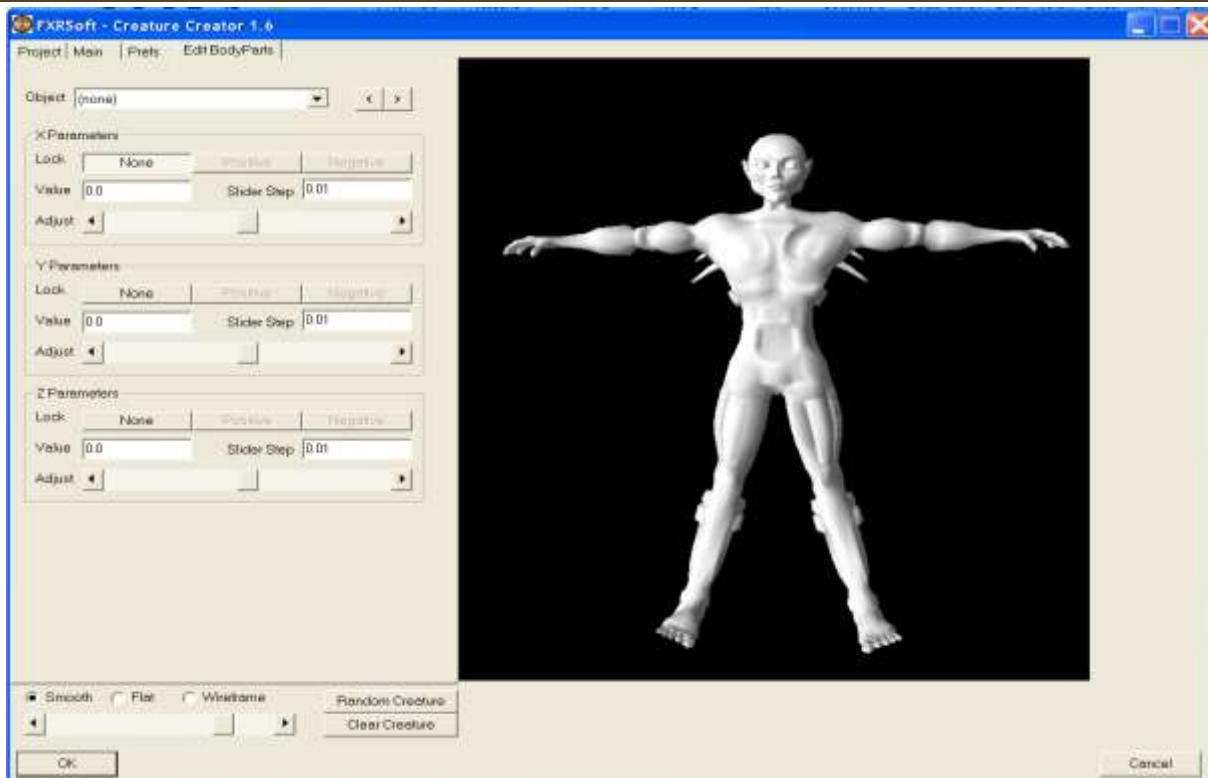 FXRSoft - Creature Creator 1.6
Project Main Prefs Edit BodyParts
Object (none) < >
X Parameters
Lock None Positive Negative
Value 0.0 Slider Step 0.01
Adjust
Y Parameters
Lock None Positive Negative
Value 0.0 Slider Step 0.01
Adjust
Z Parameters
Lock None Positive Negative
Value 0.0 Slider Step 0.01
Adjust
Smooth Flat Wireframe Random Creature
Clear Creature
OK Cancel